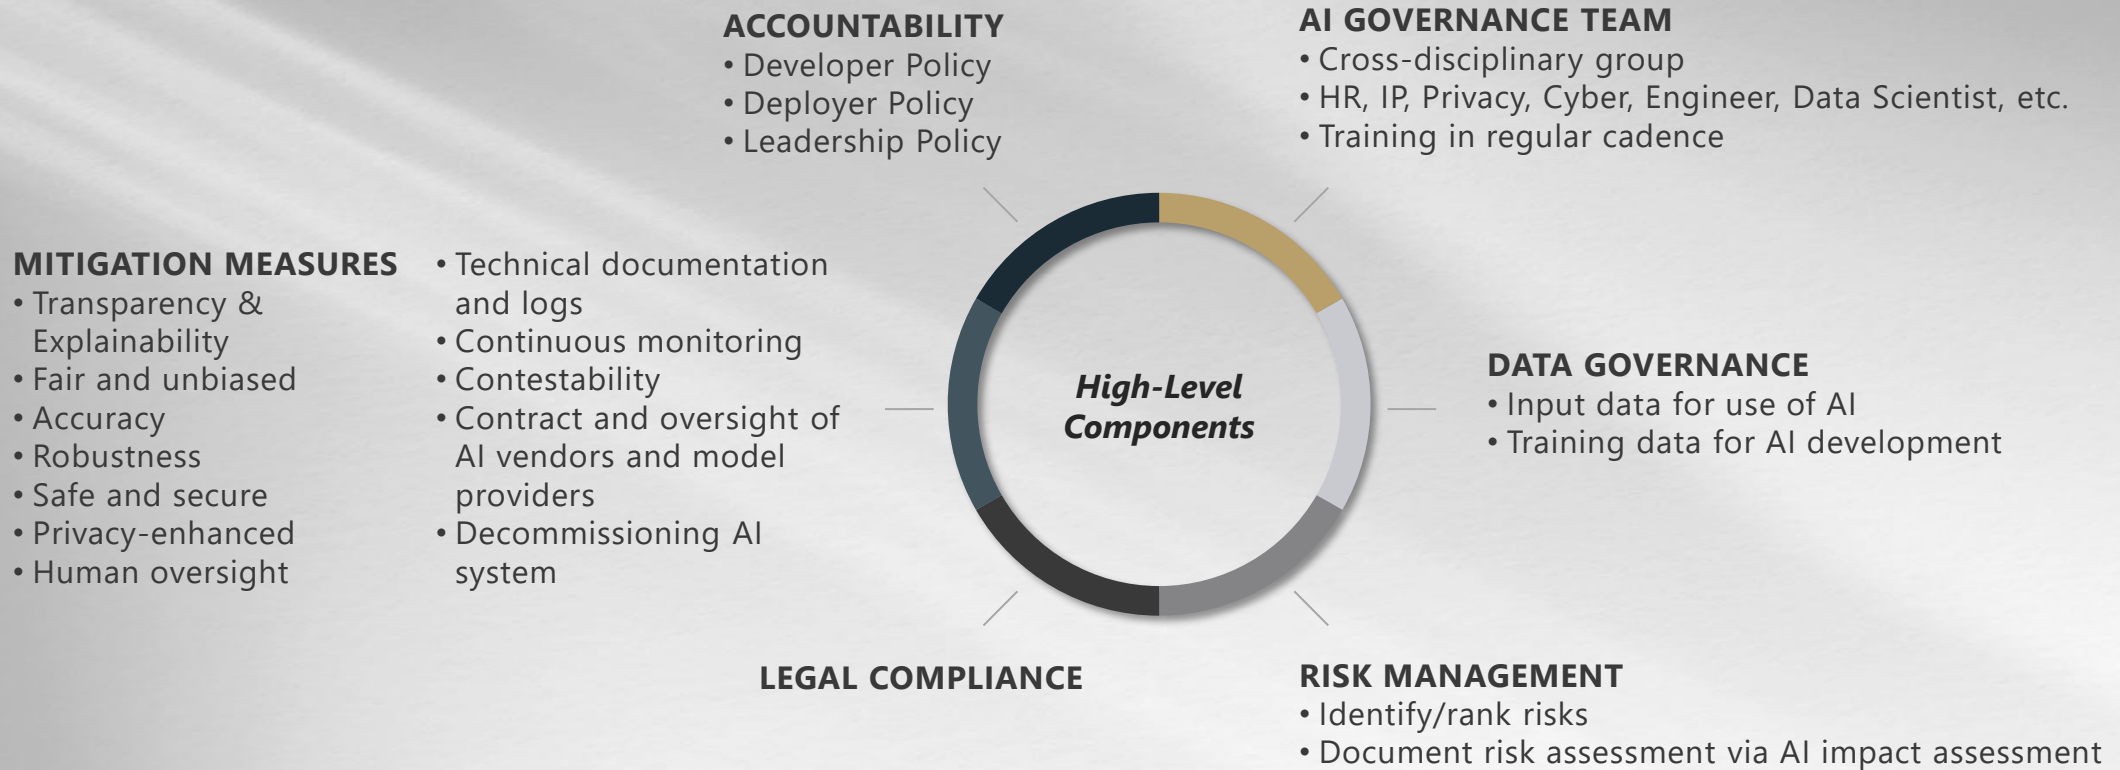 ACCOUNTABILITY
• Developer Policy
• Deployer Policy
• Leadership Policy
AI GOVERNANCE TEAM
• Cross-disciplinary group
• HR, IP, Privacy, Cyber, Engineer, Data Scientist, etc.
• Training in regular cadence
MITIGATION MEASURES
• Transparency &
Explainability
• Fair and unbiased
• Accuracy
• Robustness
• Safe and secure
• Privacy-enhanced
• Human oversight
• Technical documentation
and logs
• Continuous monitoring
• Contestability
• Contract and oversight of
AI vendors and model
providers
• Decommissioning AI
system
High-Level
Components
DATA GOVERNANCE
• Input data for use of AI
• Training data for AI development
LEGAL COMPLIANCE
RISK MANAGEMENT
• Identify/rank risks
• Document risk assessment via AI impact assessment